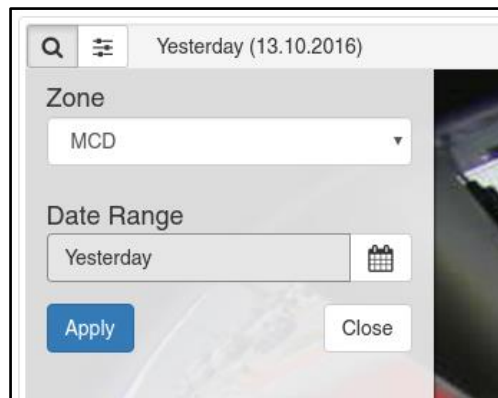 Yesterday (13.10.2016)
Zone
MCD
Date Range
Yesterday
Apply Close